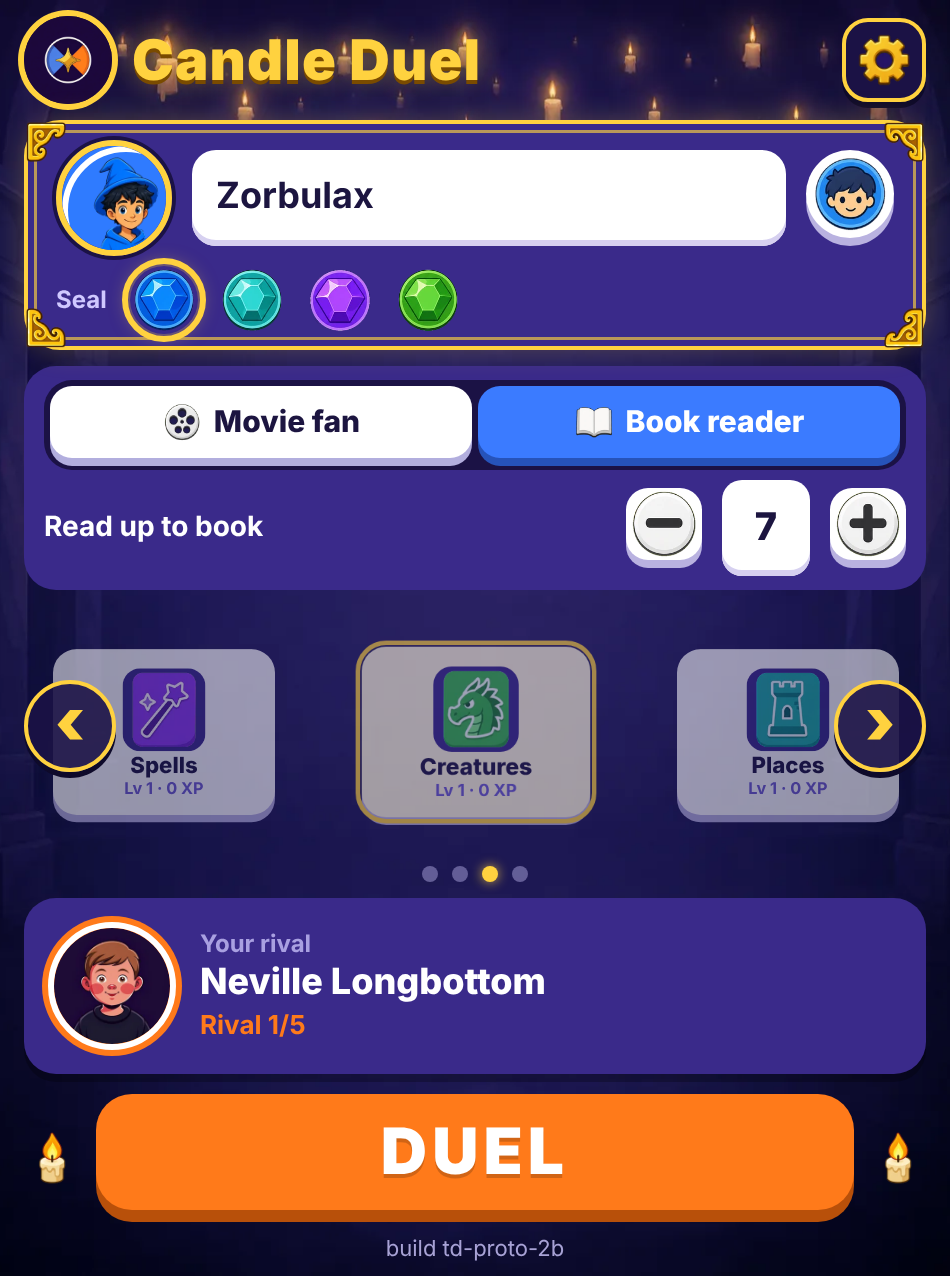 Candle Duel
Zorbulax
Seal
Movie fan
Book reader
Read up to book
7
Spells
Lv 1 · 0 XP
Creatures
Lv 1 · 0 XP
Places
Lv 1 · 0 XP
Your rival
Neville Longbottom
Rival 1/5
DUEL
build td-proto-2b